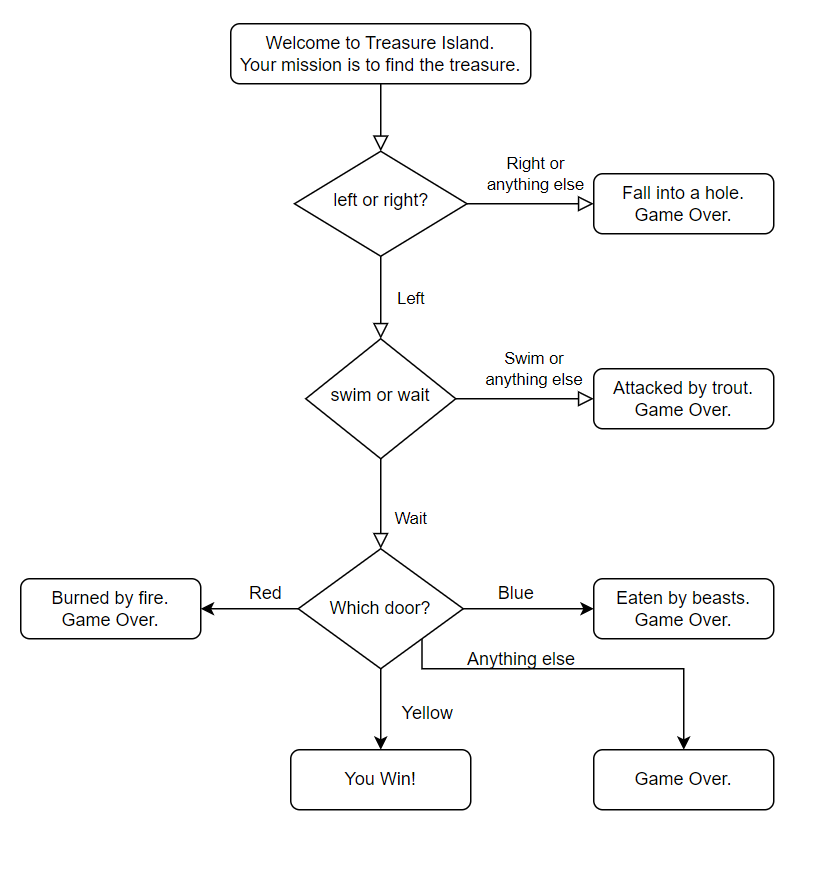 Welcome to Treasure Island.
Your mission is to find the treasure.
left or right?
Right or
anything else
Fall into a hole.
Game Over.
Left
swim or wait
Swim or
anything else
Attacked by trout.
Game Over.
Wait
Which door?
Red
Burned by fire.
Game Over.
Blue
Eaten by beasts.
Game Over.
Anything else
Game Over.
Yellow
You Win!